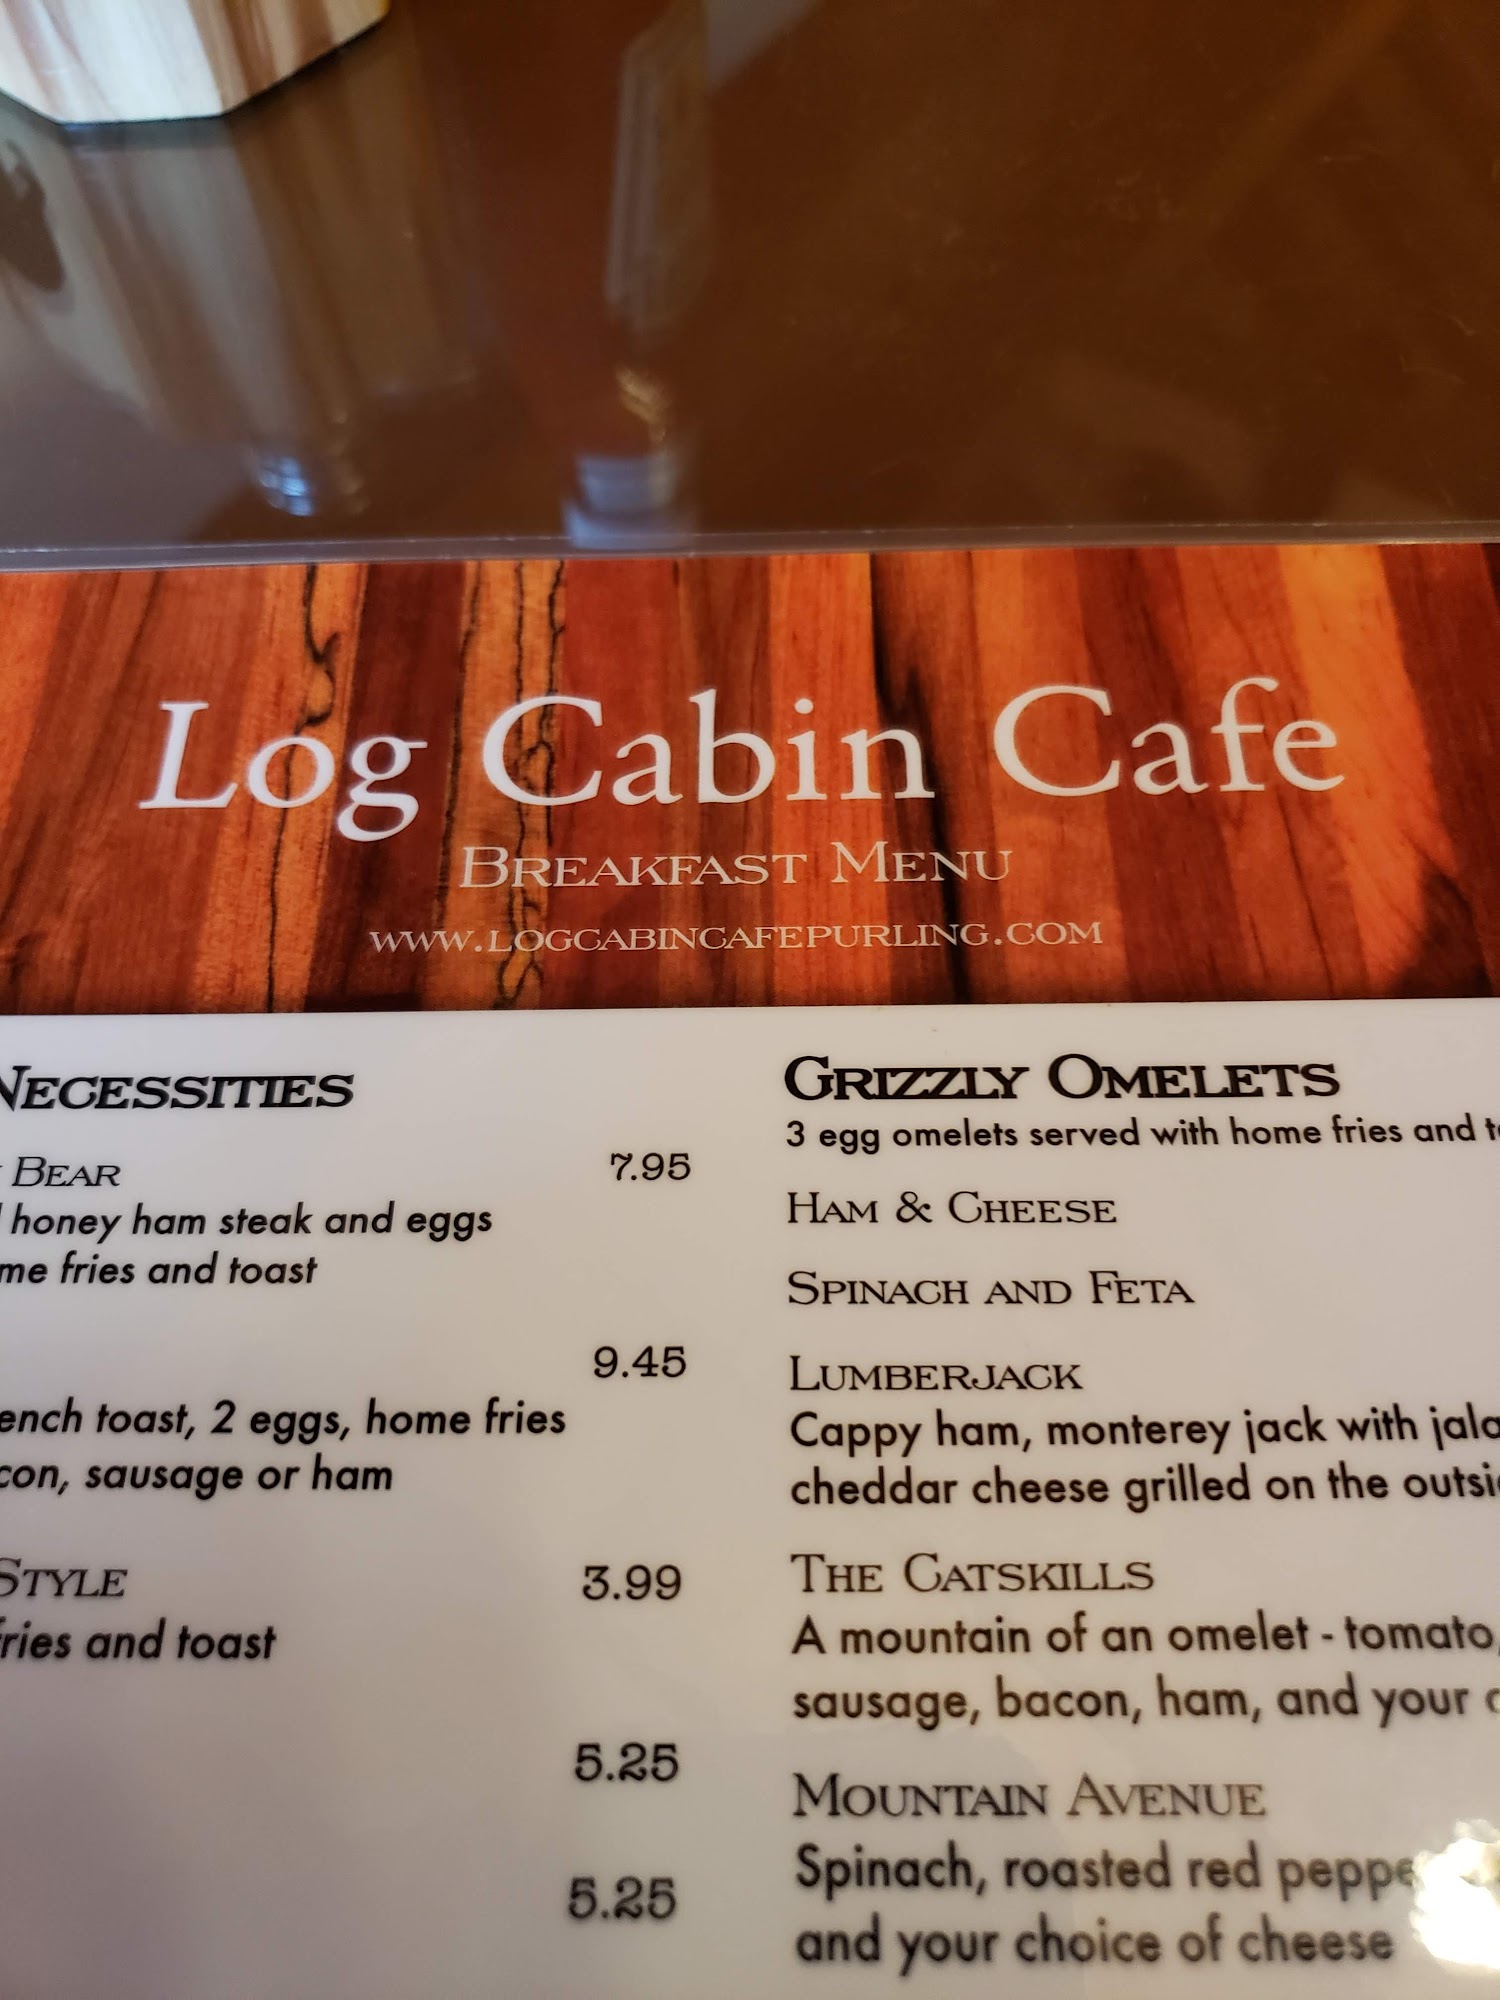 Log Cabin Cafe
Breakfast Menu
www.logcabincafepurling.com
Necessities
Bear 7.95
honey ham steak and eggs
fries and toast
9.45
toast, 2 eggs, home fries
sausage or ham
Style 3.99
and toast
5.25
5.25
Grizzly Omelets
3 egg omelets served with home fries and
Ham & Cheese
Spinach and Feta
Lumberjack
Cappy ham, monterey jack with
cheddar cheese grilled on the
The Catskills
A mountain of an omelet - tomato,
sausage, bacon, ham, and your
Mountain Avenue
Spinach, roasted red
and your choice of cheese